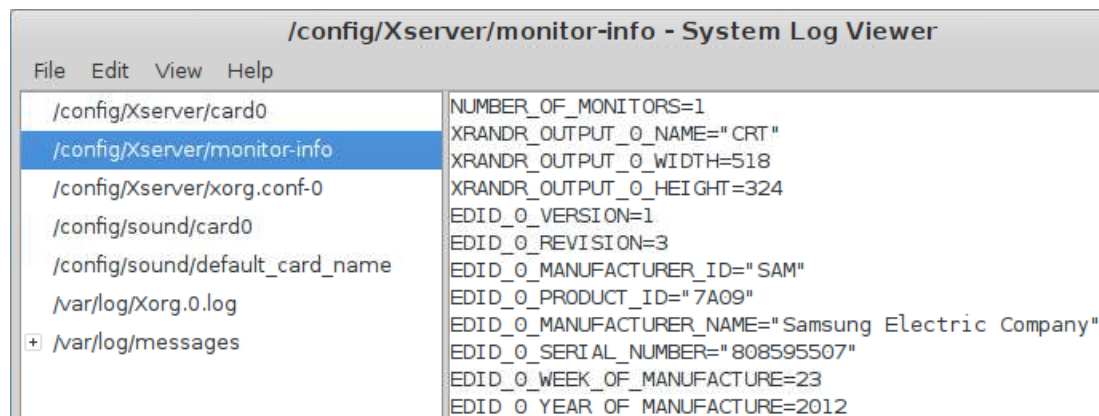 /config/Xserver/monitor-info - System Log Viewer
File Edit View Help
/config/Xserver/card0
/config/Xserver/monitor-info
/config/Xserver/xorg.conf-0
/config/sound/card0
/config/sound/default_card_name
/var/log/Xorg.0.log
/var/log/messages
NUMBER_OF_MONITORS=1
XRANDR_OUTPUT_0_NAME="CRT"
XRANDR_OUTPUT_0_WIDTH=518
XRANDR_OUTPUT_0_HEIGHT=324
EDID_0_VERSION=1
EDID_0_REVISION=3
EDID_0_MANUFACTURER_ID="SAM"
EDID_0_PRODUCT_ID="7A09"
EDID_0_MANUFACTURER_NAME="Samsung Electric Company"
EDID_0_SERIAL_NUMBER="808595507"
EDID_0_WEEK_OF_MANUFACTURE=23
EDID_0_YEAR_OF_MANUFACTURE=2012